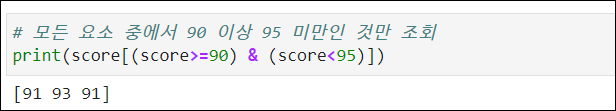 # 모든 요소 중에서 90 이상 95 미만인 것만 조회
print(score[(score>=90) & (score<95)])
[91 93 91]